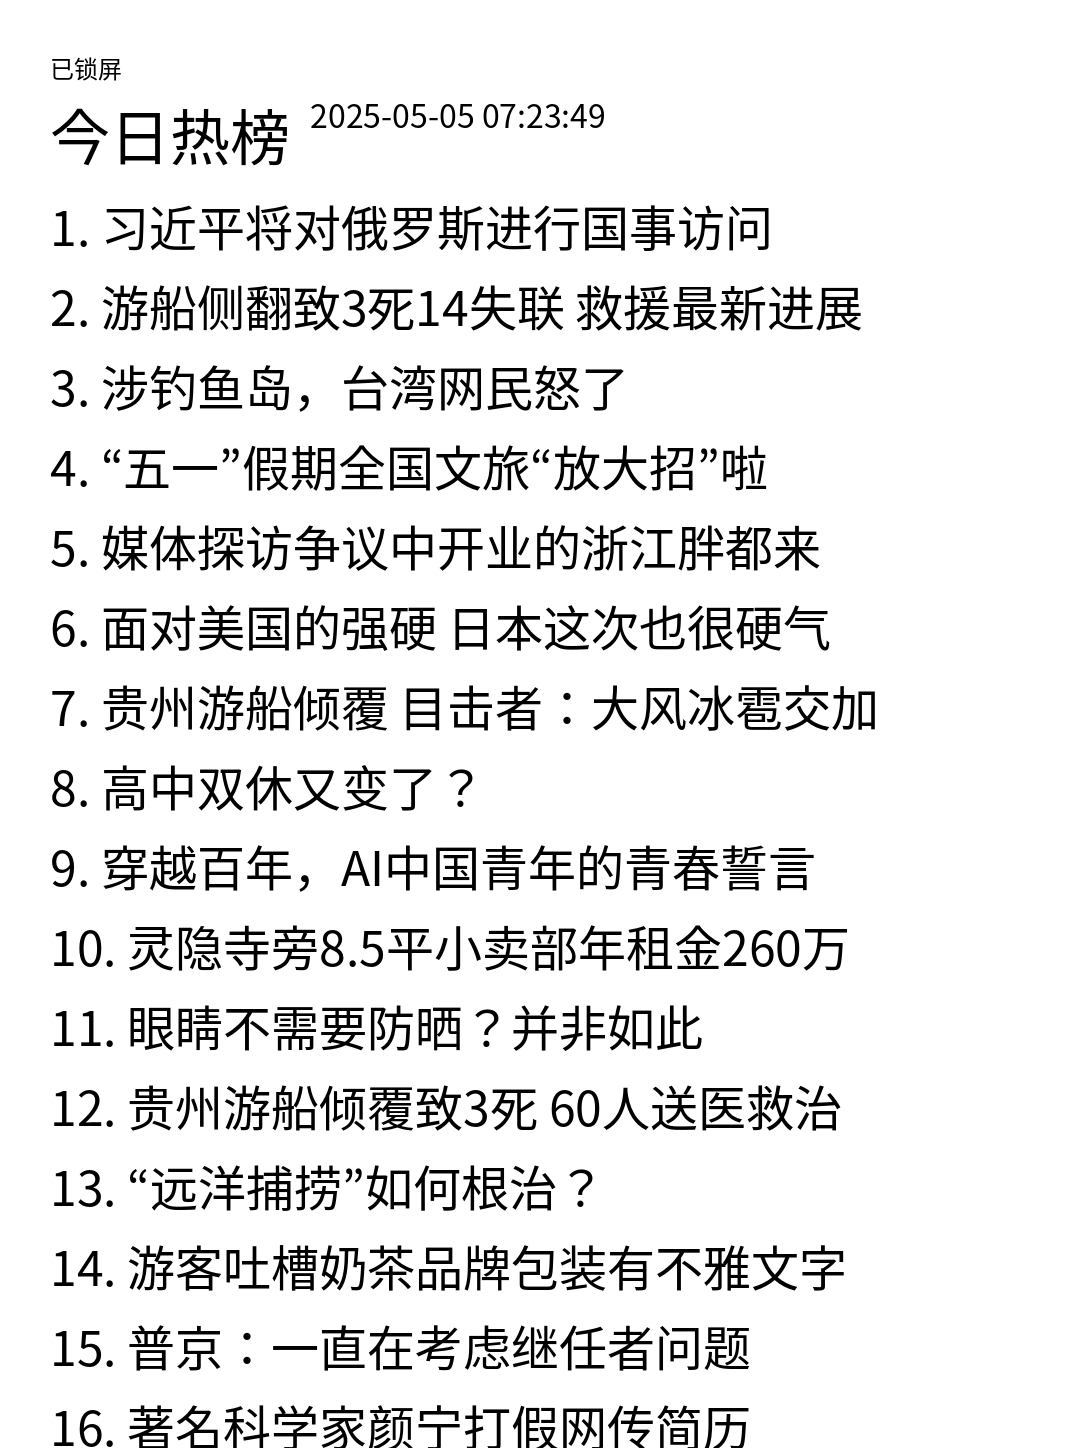 已锁屏
今日热榜 2025-05-05 07:23:49
1. 习近平将对俄罗斯进行国事访问
2. 游船侧翻致3死14失联 救援最新进展
3. 涉钓鱼岛，台湾网民怒了
4. “五一”假期全国文旅“放大招”啦
5. 媒体探访争议中开业的浙江胖都来
6. 面对美国的强硬 日本这次也很硬气
7. 贵州游船倾覆 目击者：大风冰雹交加
8. 高中双休又变了？
9. 穿越百年，AI中国青年的青春誓言
10. 灵隐寺旁8.5平小卖部年租金260万
11. 眼睛不需要防晒？并非如此
12. 贵州游船倾覆致3死 60人送医救治
13. “远洋捕捞”如何根治？
14. 游客吐槽奶茶品牌包装有不雅文字
15. 普京：一直在考虑继任者问题
16. 著名科学家颜宁打假网传简历